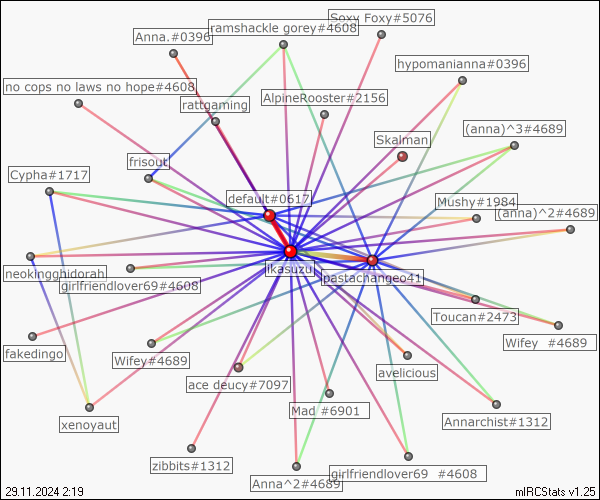 Soxy Foxy#5076
ramshackle gorey#4608
Anna.#0396
hypomanianna#0396
no cops no laws no hope#4608
AlpineRooster#2156
rattgaming
(anna)^3#4689
Skalman
frisout
Cypha#1717
default#0617
Mushy#1984
(anna)^2#4689
neokingghidorah
ikasuzu
pastachangeo41
girlfriendlover69#4608
Toucan#2473
Wifey #4689
fakedingo
Wifey#4689
avelicious
ace deucy#7097
Mad #6901
Annarchist#1312
xenoyaut
zibbits#1312
girlfriendlover69 #4608
Anna^2#4689
29.11.2024 2:19
mIRCStats v1.25